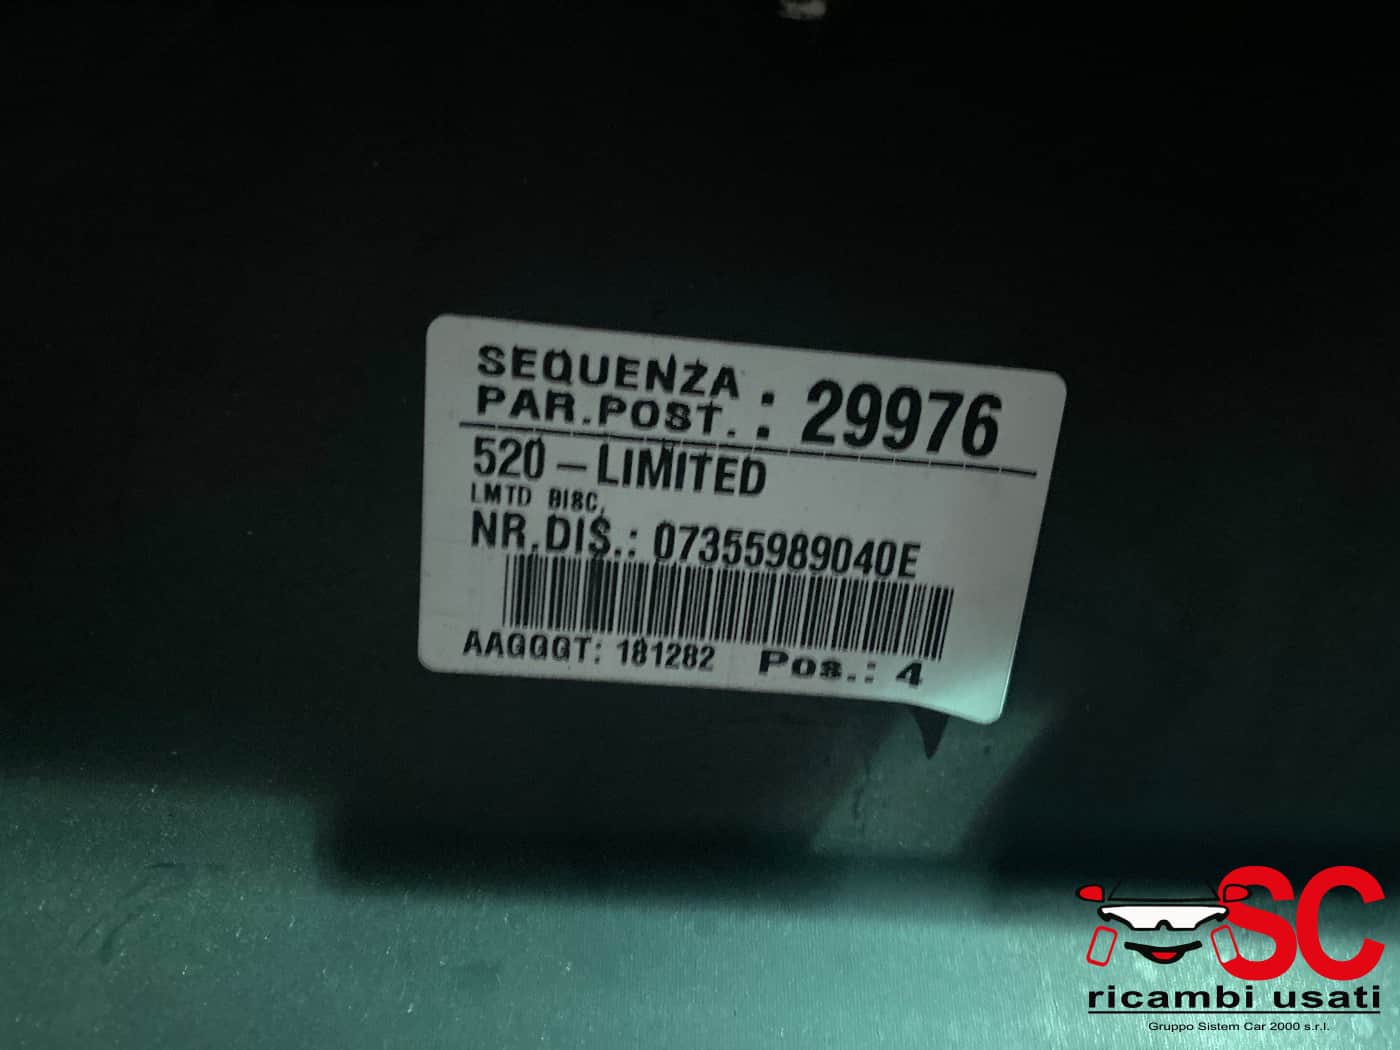 SEQUENZA
PAR.POST. : 29976
520-LIMITED
LMTD BISC,
NR.DIS.: 07355989040E
AAGGGT: 181282 Pos.: 4
SC
ricambi usati
Gruppo Sistem Car 2000 s.r.l.